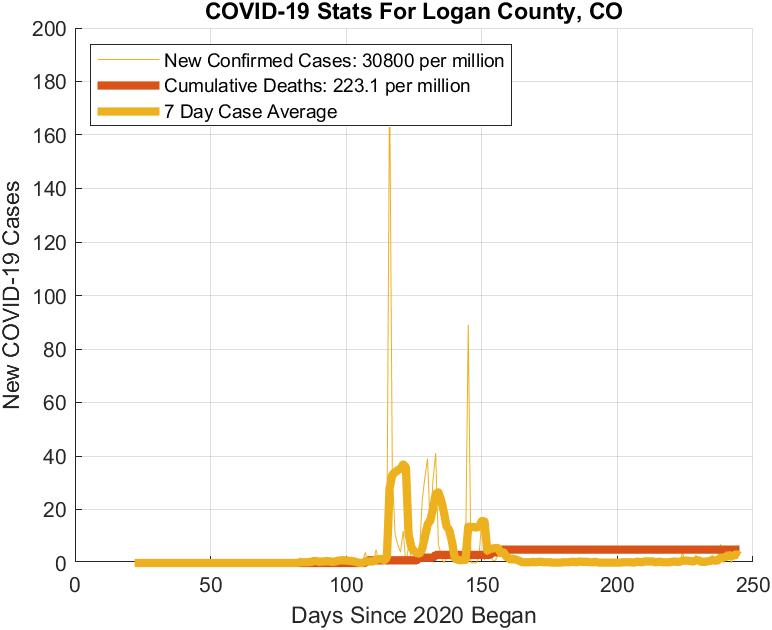 COVID-19 Stats For Logan County, CO
New Confirmed Cases: 30800 per million
Cumulative Deaths: 223.1 per million
7 Day Case Average
New COVID-19 Cases
200
180
160
140
120
100
80
60
40
20
0
0 50 100 150 200 250
Days Since 2020 Began